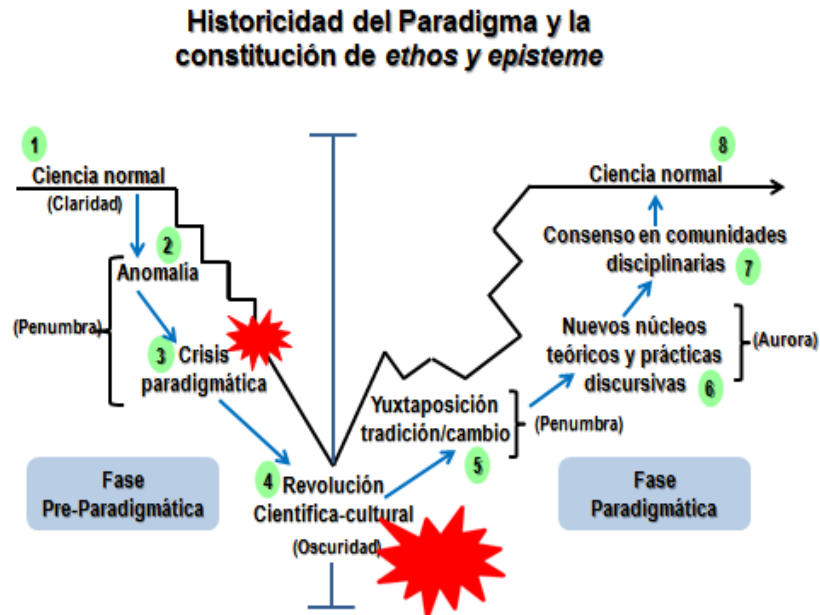 Historicidad del Paradigma y la
constitución de ethos y episteme
1
Ciencia normal
(Claridad)
2
Anomalía
(Penumbra)
3
Crisis
paradigmática
4
Revolución
Científica-cultural
(Oscuridad)
Yuxtaposición
tradición/cambio
5
(Penumbra)
Nuevos núcleos
teóricos y prácticas
discursivas
6
(Aurora)
Consenso en comunidades
disciplinarias
7
8
Ciencia normal
Fase
Pre-Paradigmática
Fase
Paradigmática